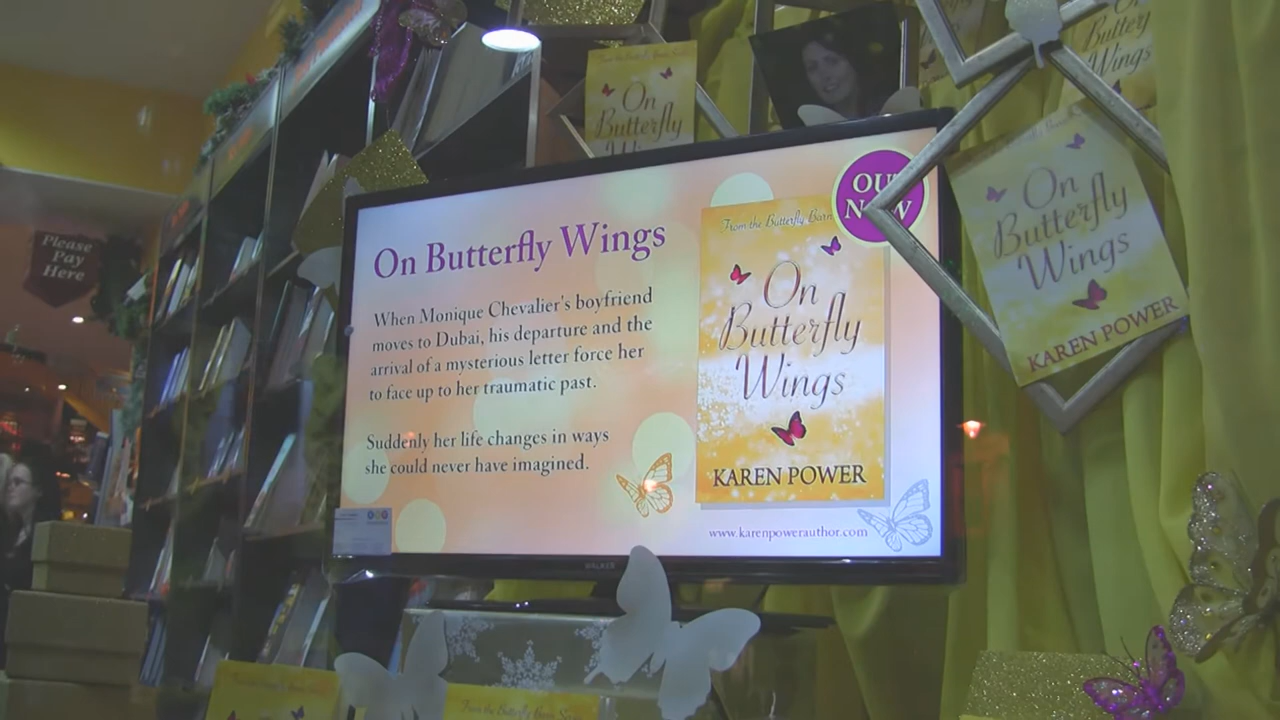 Please
Pay
Here
On
Butterfly
On Butterfly Wings
When Monique Chevalier's boyfriend
moves to Dubai, his departure and the
arrival of a mysterious letter force her
to face up to her traumatic past.
Suddenly her life changes in ways
she could never have imagined.
OUT
NOW
From the Butterfly Barn
On
Butterfly
Wings
KAREN POWER
www.karenpowerauthor.com
WALKER
On
Butterfly
Wings
KAREN POWER
Butterfly
Wings